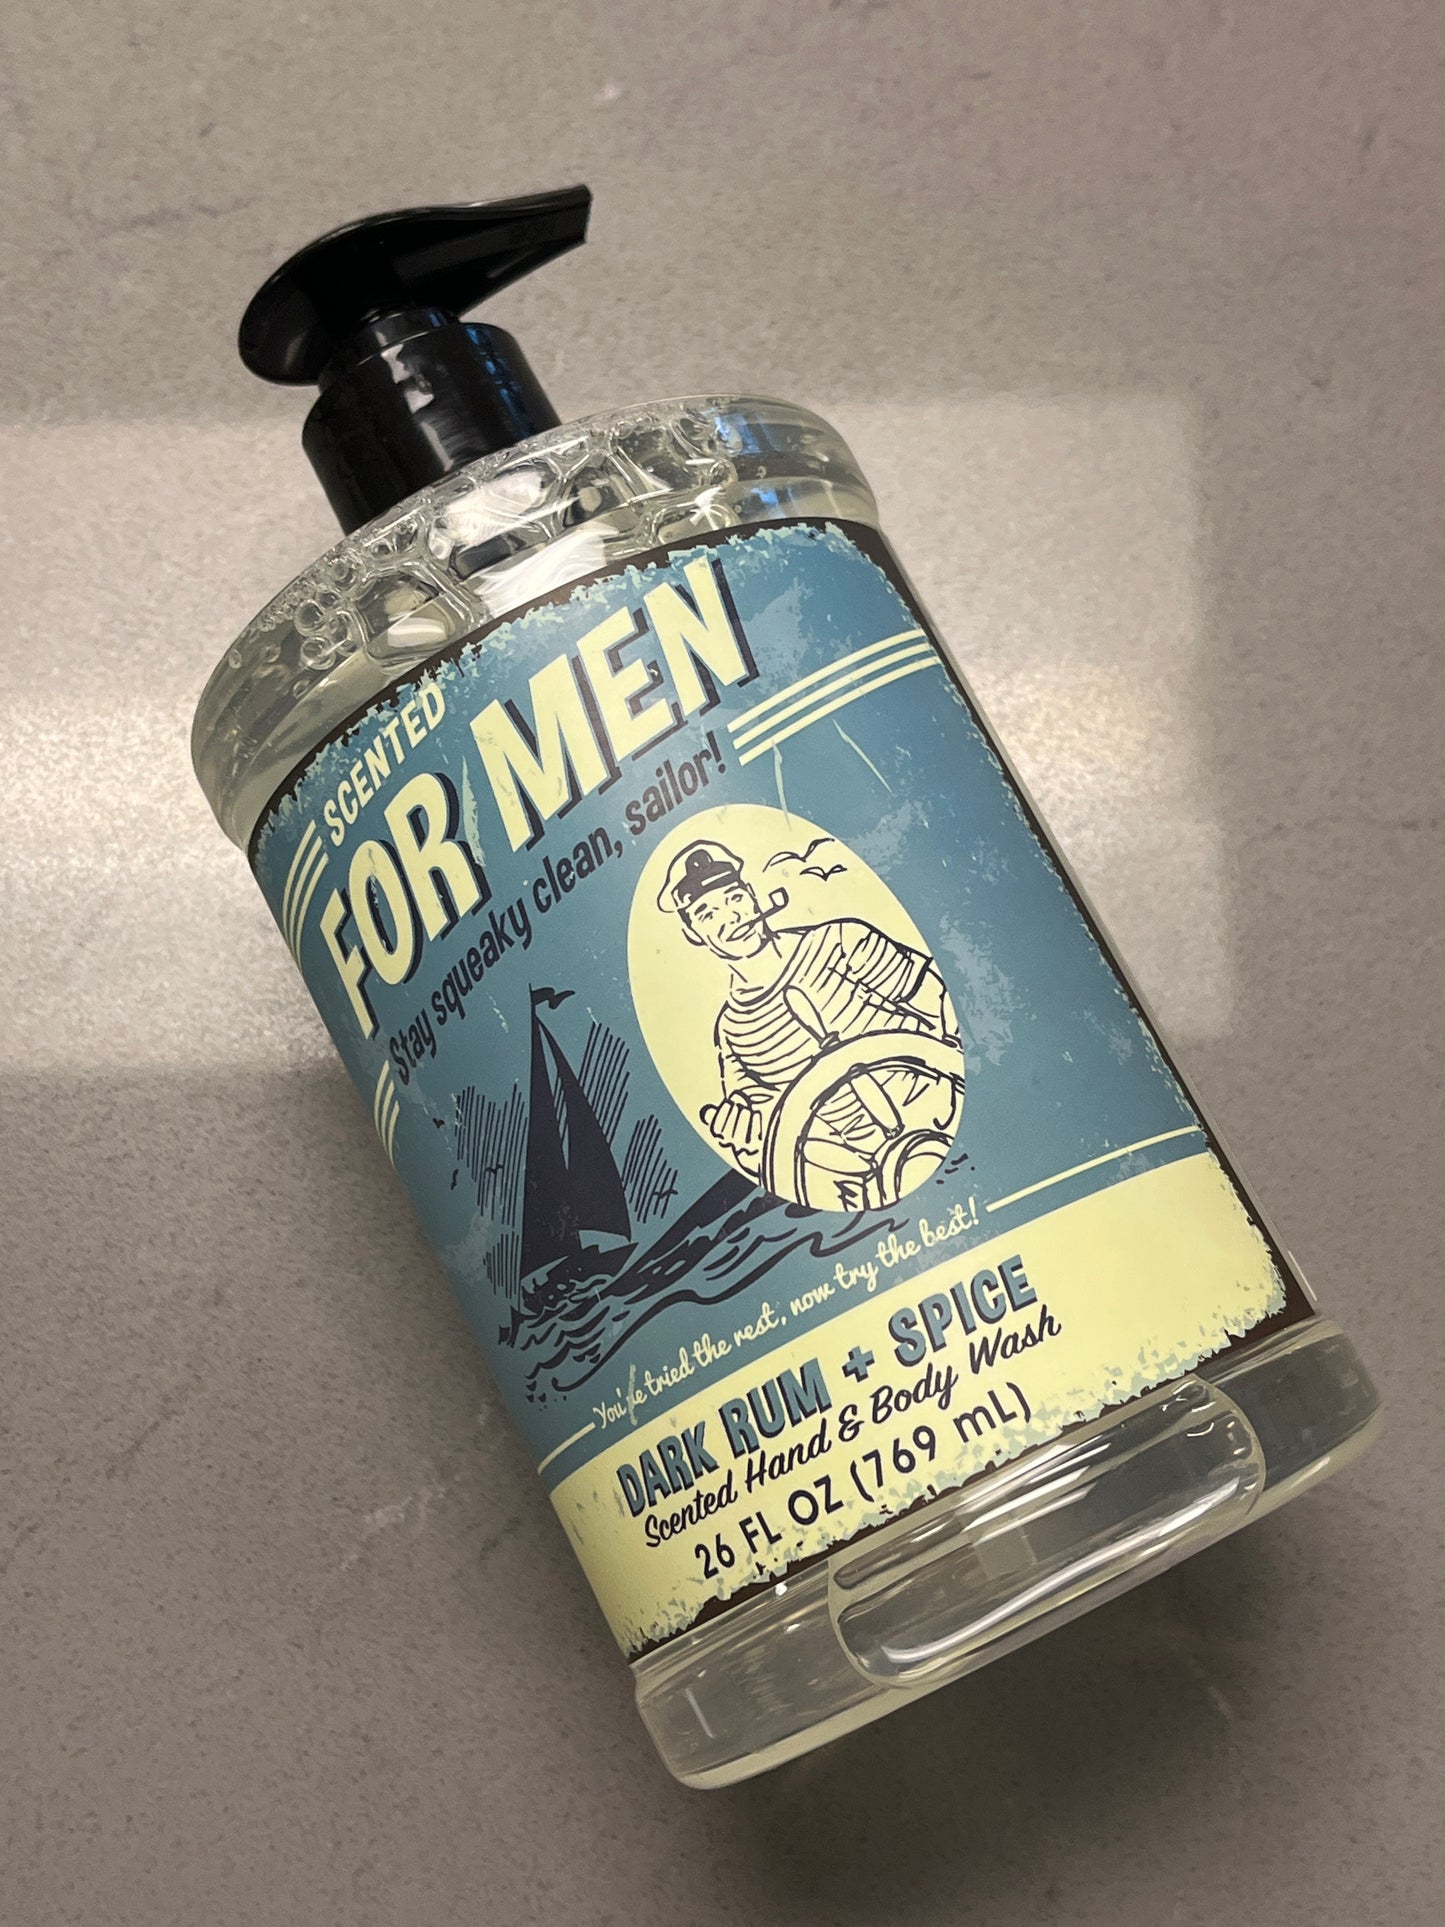 SCENTED
FOR MEN
Stay squeaky clean, sailor!
You've tried the rest, now try the best!
DARK RUM + SPICE
Scented Hand & Body Wash
26 FL OZ (769 mL)